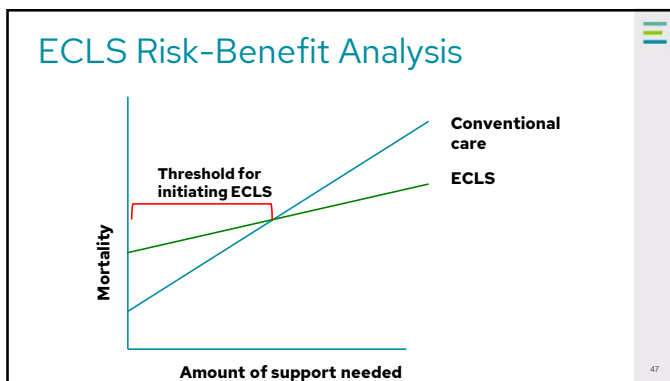 ECLS Risk-Benefit Analysis
Conventional
care
Threshold for
initiating ECLS
ECLS
Mortality
Amount of support needed
47